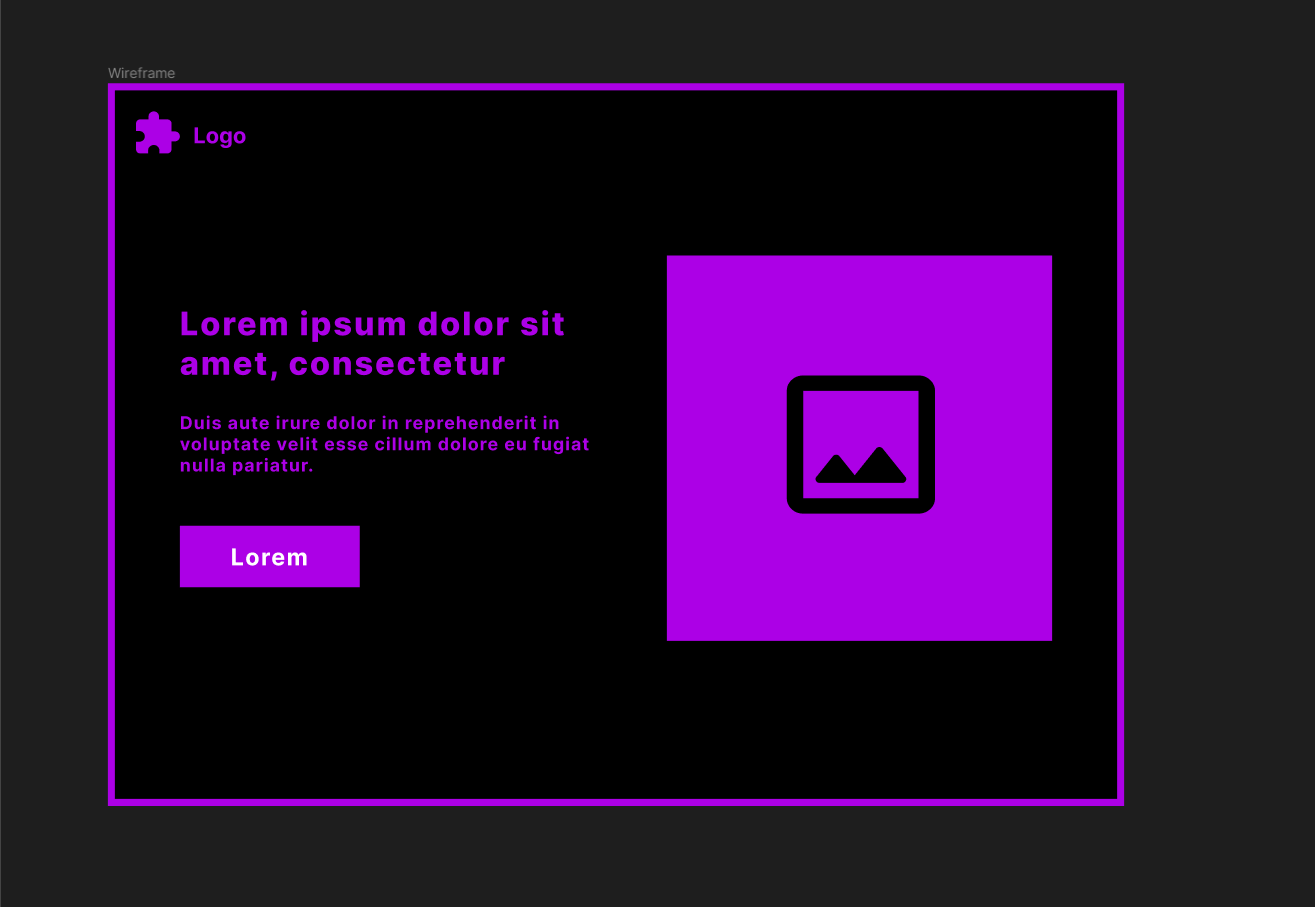 Wireframe
Logo
Lorem ipsum dolor sit
amet, consectetur
Duis aute irure dolor in reprehenderit in
voluptate velit esse cillum dolore eu fugiat
nulla pariatur.
Lorem